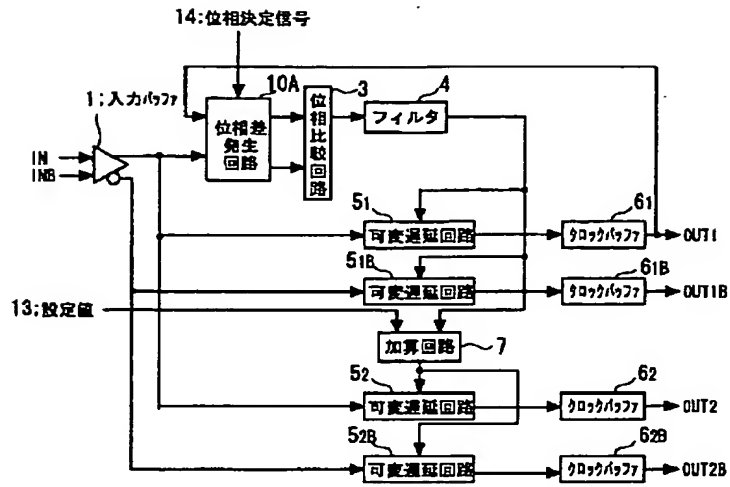 14;位相決定信号
10A
3
4
1;入力バッファ
位相差
発生
回路
位相比較回路
フィルタ
IN
INB
51
61
可変遅延回路
クロックバッファ
OUT1
51B
61B
可変遅延回路
クロックバッファ
OUT1B
13;設定値
加算回路
7
52
62
可変遅延回路
クロックバッファ
OUT2
52B
62B
可変遅延回路
クロックバッファ
OUT2B